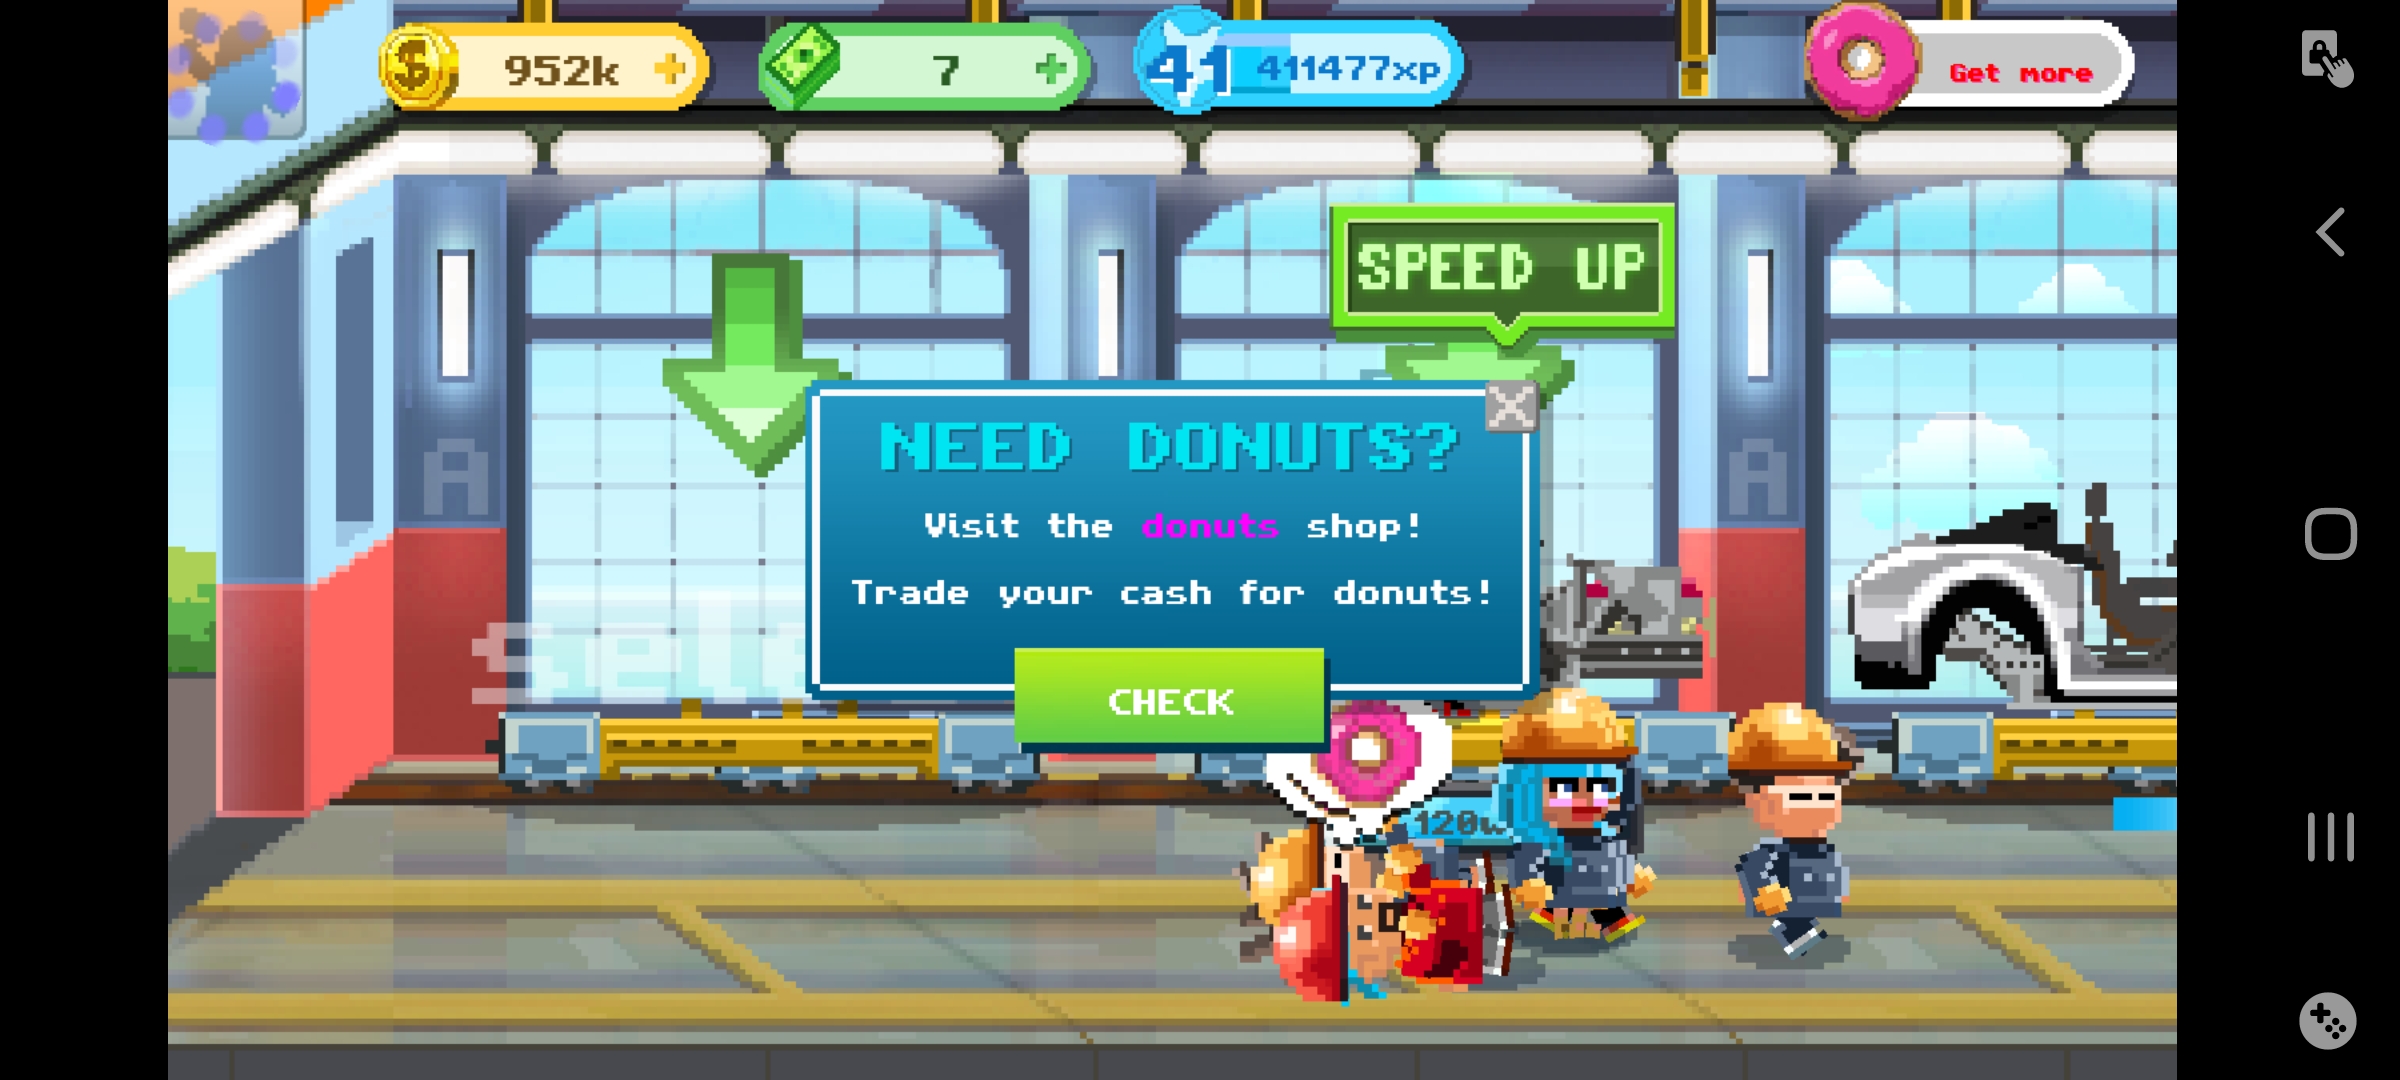 952k
7
41
411477xp
Get more
SPEED UP
A
A
NEED DONUTS?
Visit the donuts shop!
Trade your cash for donuts!
Sel
CHECK